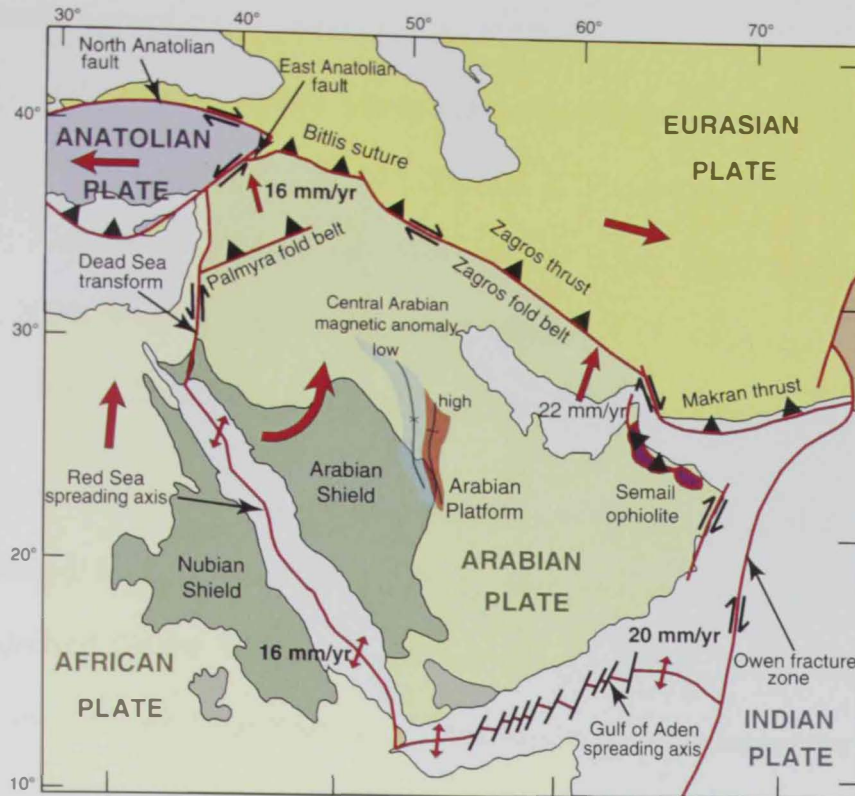 30°
40°
50°
60°
70°
North Anatolian
fault
East Anatolian
fault
40°
ANATOLIAN
PLATE
Bitlis suture
EURASIAN
PLATE
16 mm/yr
Dead Sea
transform
Palmyra fold belt
Zagros thrust
Zagros fold belt
30°
Central Arabian
magnetic anomaly
low
high
22 mm/yr
Makran thrust
Red Sea
spreading axis
Arabian
Shield
Arabian
Platform
Semail
ophiolite
20°
Nubian
Shield
ARABIAN
PLATE
AFRICAN
PLATE
16 mm/yr
20 mm/yr
Owen fracture
zone
Gulf of Aden
spreading axis
INDIAN
PLATE
10°